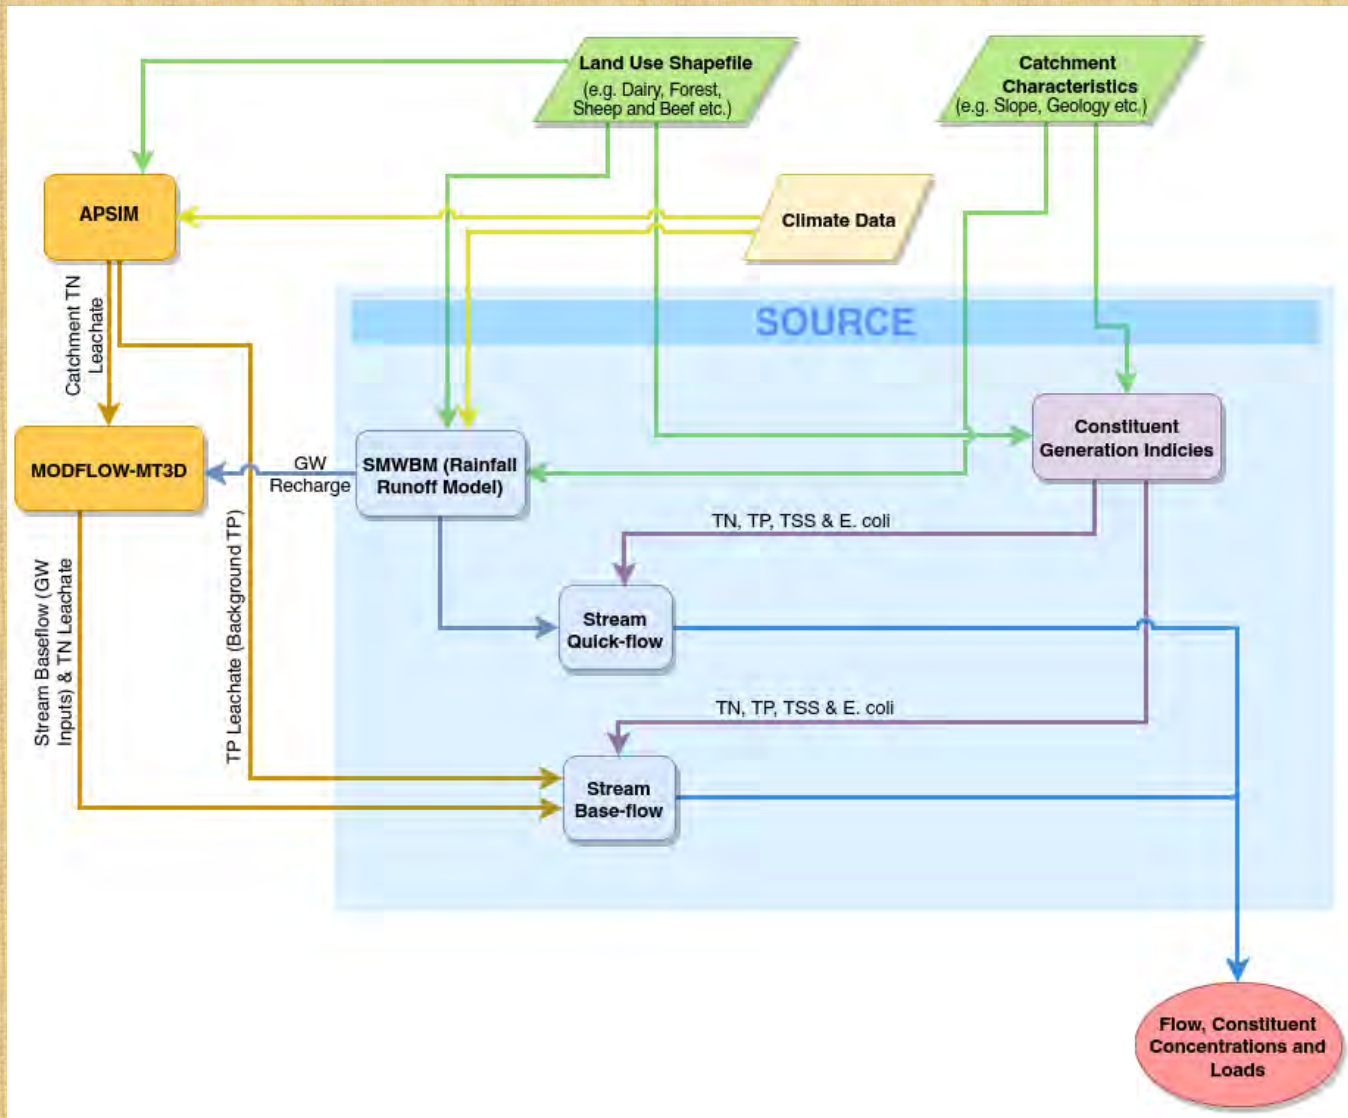 Land Use Shapefile
(e.g. Dairy, Forest,
Sheep and Beef etc.)
Catchment
Characteristics
(e.g. Slope, Geology etc.)
APSIM
Climate Data
Catchment TN
Leachate
SOURCE
Constituent
Generation Indicies
MODFLOW-MT3D
GW
Recharge
SMWBM (Rainfall
Runoff Model)
TN, TP, TSS & E. coli
Stream Baseflow (GW
Inputs) & TN Leachate
TP Leachate (Background TP)
Stream
Quick-flow
TN, TP, TSS & E. coli
Stream
Base-flow
Flow, Constituent
Concentrations and
Loads